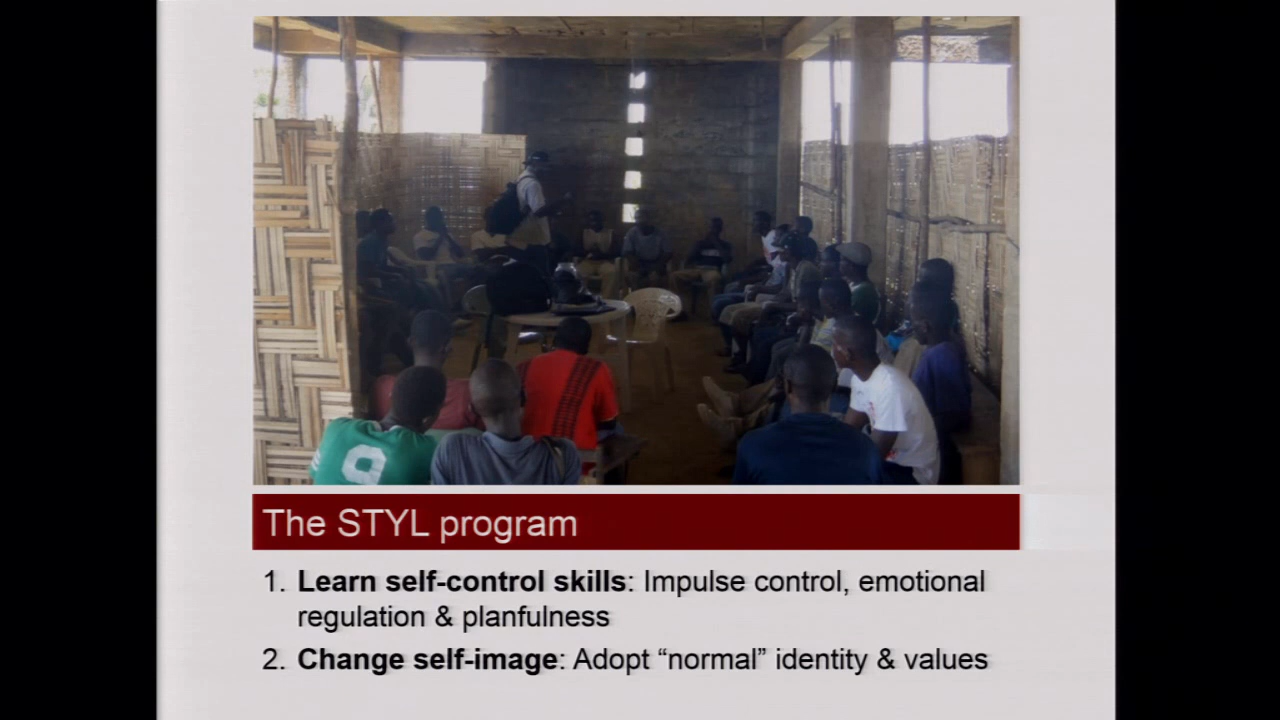 The STYL program
1. Learn self-control skills: Impulse control, emotional
regulation & planfulness
2. Change self-image: Adopt “normal” identity & values